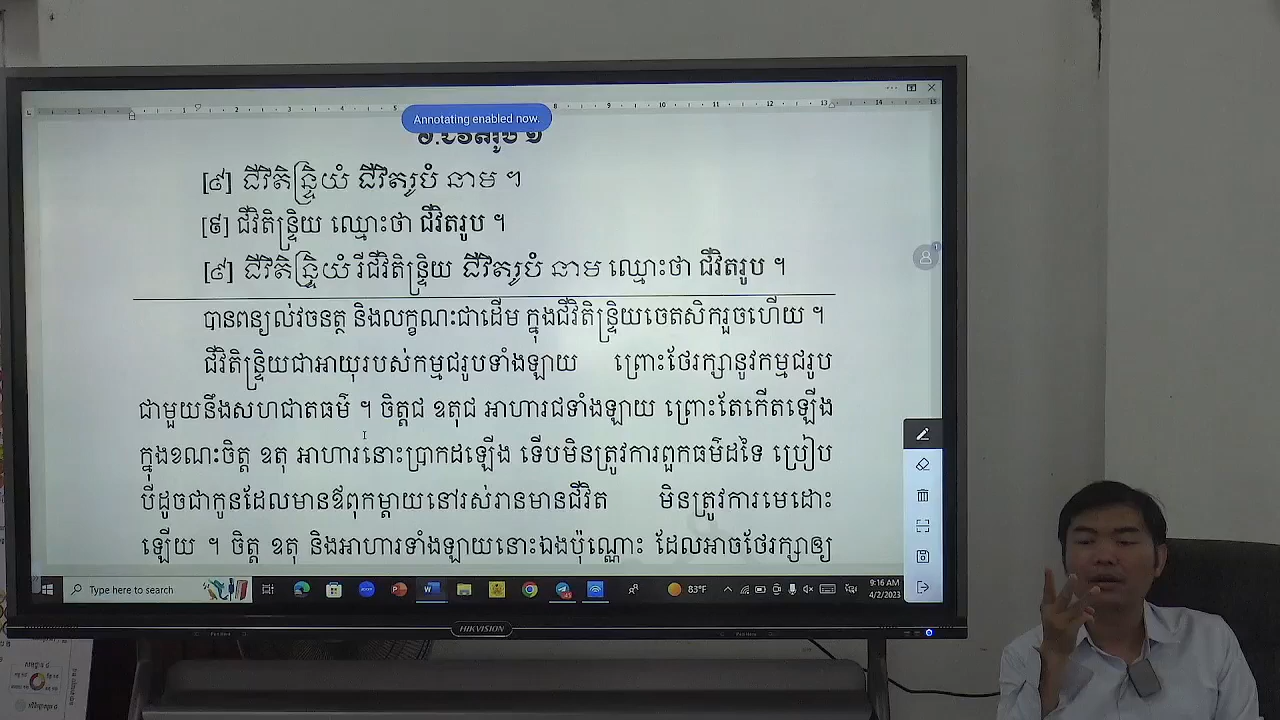 Annotating enabled now.
[៤] ជីវិតិន្ទ្រិយំ ជីវិតរូបំ នាម ។
[៩] ជីវិតិន្ទ្រិយ ឈ្មោះថា ជីវិតរូប ។
[៤] ជីវិតិន្ទ្រិយំ រីជីវិតិន្ទ្រិយ ជីវិតរូបំ នាម ឈ្មោះថា ជីវិតរូប ។
បានពន្យល់វចនត្ថ និងលក្ខណៈជាដើម ក្នុងជីវិតិន្ទ្រិយចេតសិករួចហើយ ។
ជីវិតិន្ទ្រិយជាអាយុរបស់កម្មជរូបទាំងឡាយ ព្រោះថែរក្សានូវកម្មជរូប
ជាមួយនឹងសហជាតធម៌ ។ ចិត្តជ ឧតុជ អាហារជទាំងឡាយ ព្រោះតែកើតឡើង
ក្នុងខណៈចិត្ត ឧតុ អាហារនោះប្រាកដឡើង ទើបមិនត្រូវការពួកធម៌ដទៃ ប្រៀប
បីដូចជាកូនដែលមានឪពុកម្តាយនៅរស់រានមានជីវិត មិនត្រូវការមេដោះ
ឡើយ ។ ចិត្ត ឧតុ និងអាហារទាំងឡាយនោះឯងប៉ុណ្ណោះ ដែលអាចថែរក្សាឲ្យ
Type here to search
83°F
9:16 AM
4/2/2023
HIKVISION